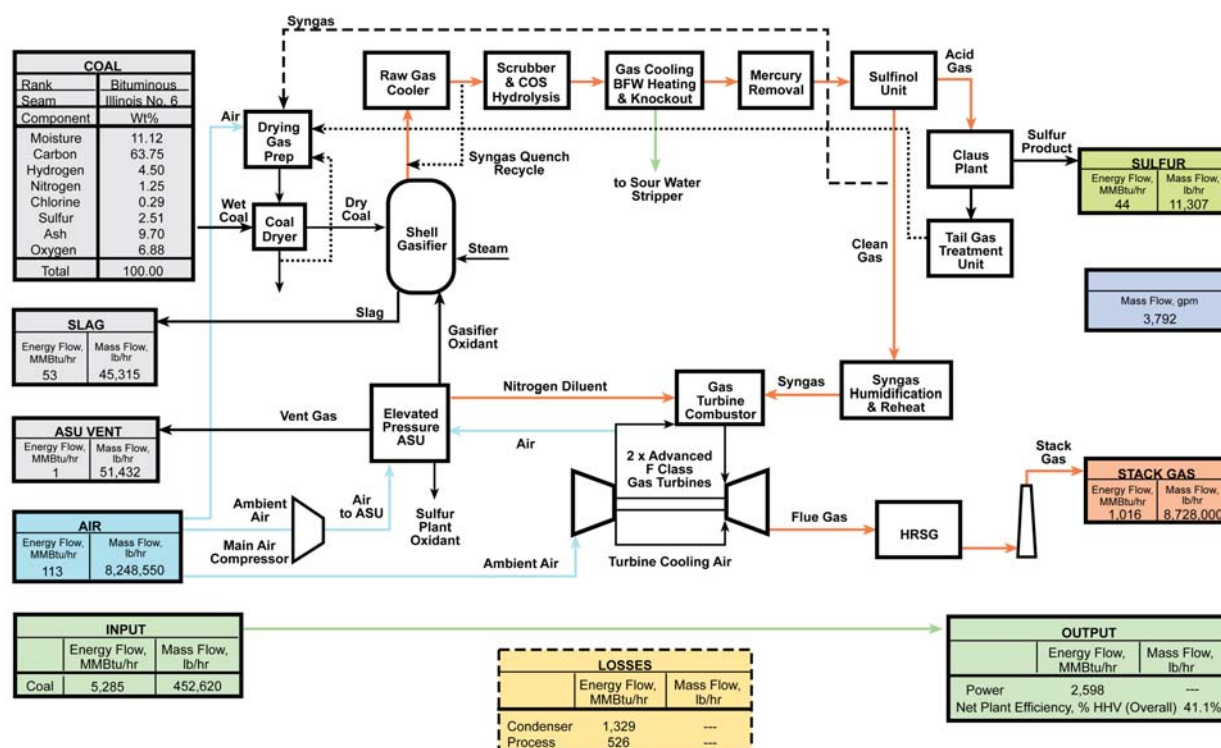 Syngas
COAL
Rank Bituminous
Seam Illinois No. 6
Component Wt%
Moisture 11.12
Carbon 63.75
Hydrogen 4.50
Nitrogen 1.25
Chlorine 0.29
Sulfur 2.51
Ash 9.70
Oxygen 6.88
Total 100.00
Air
Drying
Gas
Prep
Wet
Coal
Coal
Dryer
Dry
Coal
Raw Gas
Cooler
Scrubber
& COS
Hydrolysis
Gas Cooling
BFW Heating
& Knockout
Mercury
Removal
Sulfinol
Unit
Acid
Gas
Syngas Quench
Recycle
to Sour Water
Stripper
Claus
Plant
Sulfur
Product
SULFUR
Energy Flow, MMBtu/hr
Mass Flow, lb/hr
44 11,307
Tail Gas
Treatment
Unit
Shell
Gasifier
Steam
Clean
Gas
Mass Flow, gpm
3,792
Slag
SLAG
Energy Flow, MMBtu/hr
Mass Flow, lb/hr
53 45,315
Gasifier
Oxidant
Nitrogen Diluent
Gas
Turbine
Combustor
Syngas
Syngas
Humidification
& Reheat
Vent Gas
Elevated
Pressure
ASU
Air
ASU VENT
Energy Flow, MMBtu/hr
Mass Flow, lb/hr
1 51,432
2 x Advanced
F Class
Gas Turbines
Stack
Gas
STACK GAS
Energy Flow, MMBtu/hr
Mass Flow, lb/hr
1,016 8,728,000
Ambient
Air
Air
to ASU
Sulfur
Plant
Oxidant
Flue Gas
HRSG
AIR
Energy Flow, MMBtu/hr
Mass Flow, lb/hr
113 8,248,550
Main Air
Compressor
Ambient Air
Turbine Cooling Air
INPUT
Energy Flow, MMBtu/hr
Mass Flow, lb/hr
Coal 5,285 452,620
LOSSES
Energy Flow, MMBtu/hr
Mass Flow, lb/hr
Condenser 1,329 ---
Process 526 ---
OUTPUT
Energy Flow, MMBtu/hr
Mass Flow, lb/hr
Power 2,598 ---
Net Plant Efficiency, % HHV (Overall) 41.1%